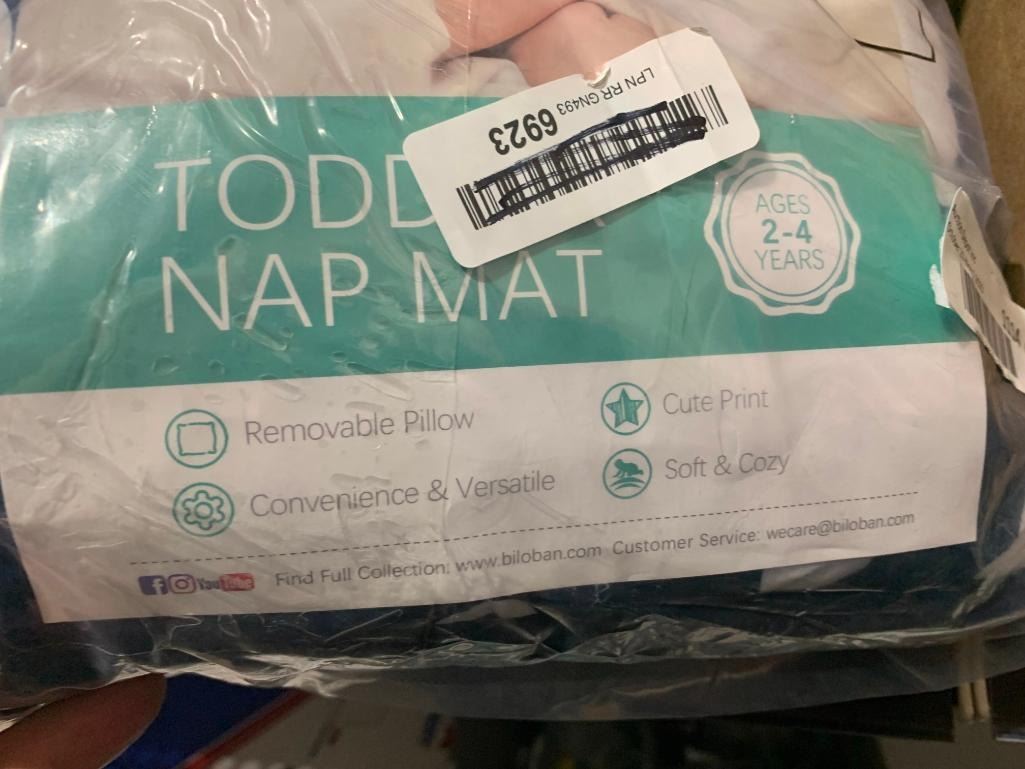 LPN RR GN493 6923
TODD
NAP MAT
AGES
2-4
YEARS
Removable Pillow
Cute Print
Convenience & Versatile
Soft & Cozy
YouTube Find Full Collection: www.biloban.com Customer Service: wecare@biloban.com